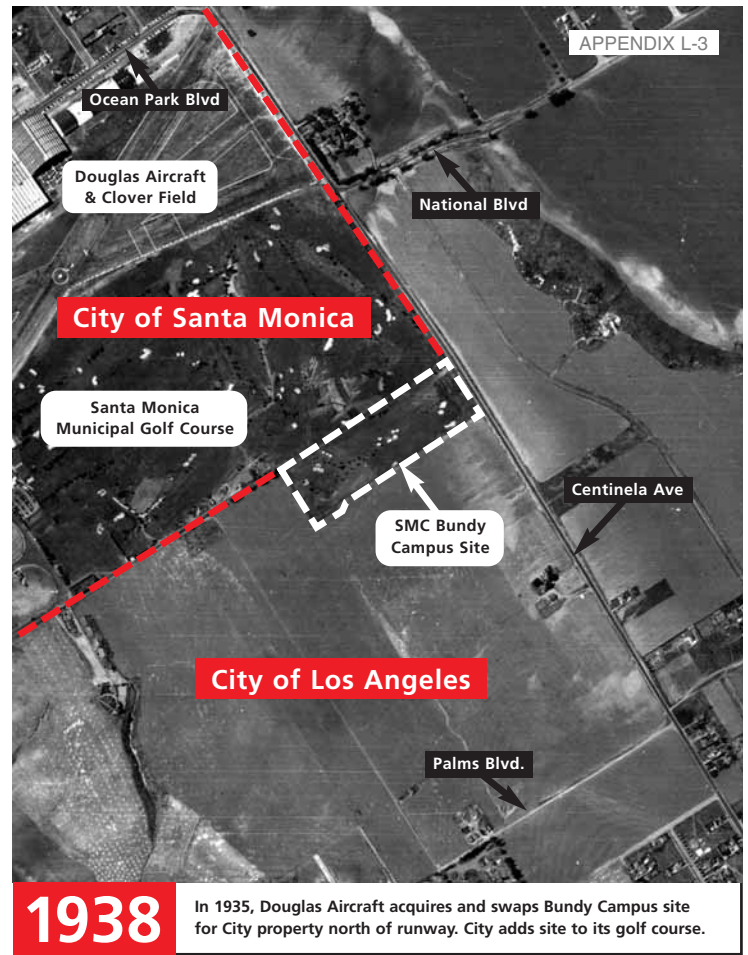 APPENDIX L-3
Ocean Park Blvd
Douglas Aircraft
& Clover Field
National Blvd
City of Santa Monica
Santa Monica
Municipal Golf Course
Centinela Ave
SMC Bundy
Campus Site
City of Los Angeles
Palms Blvd.
1938
In 1935, Douglas Aircraft acquires and swaps Bundy Campus site
for City property north of runway. City adds site to its golf course.